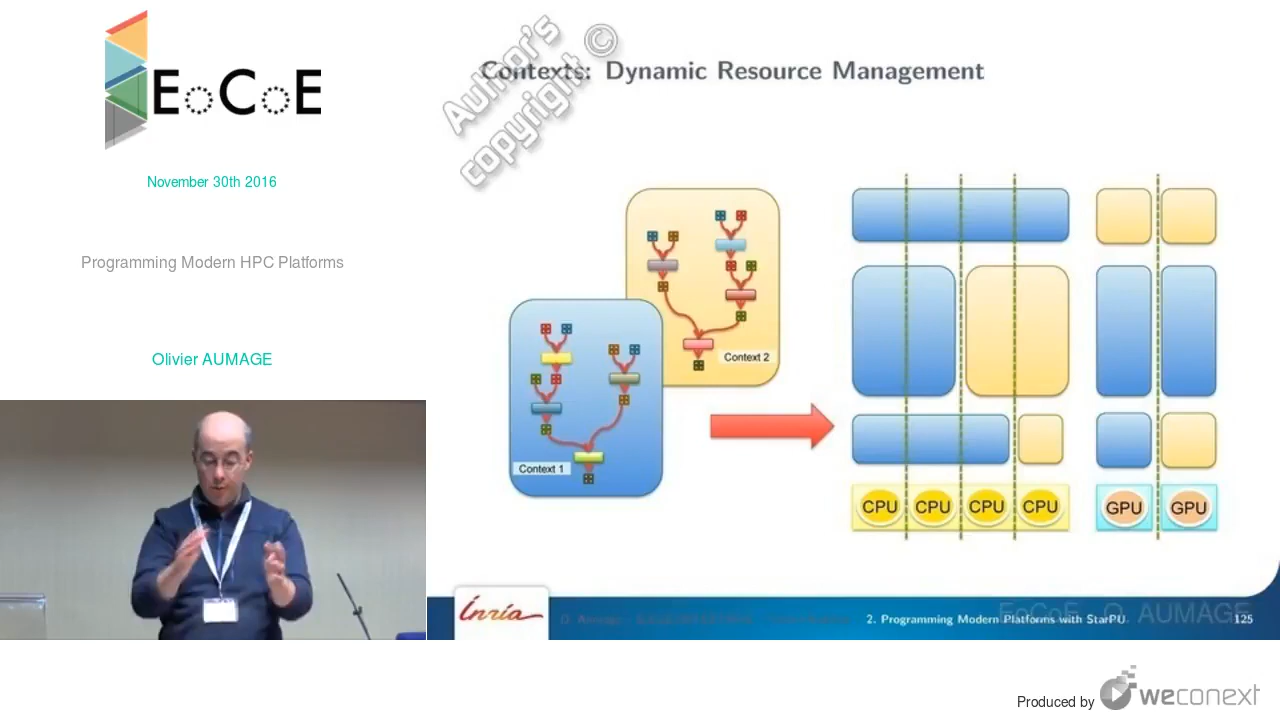 EoCoE
November 30th 2016
Programming Modern HPC Platforms
Olivier AUMAGE
Contexts: Dynamic Resource Management
Author's
copyright ©
Context 2
Context 1
CPU CPU CPU CPU GPU GPU
Inria
2. Programming Modern Platforms with StarPU
EoCoE O. AUMAGE
125
Produced by weconext